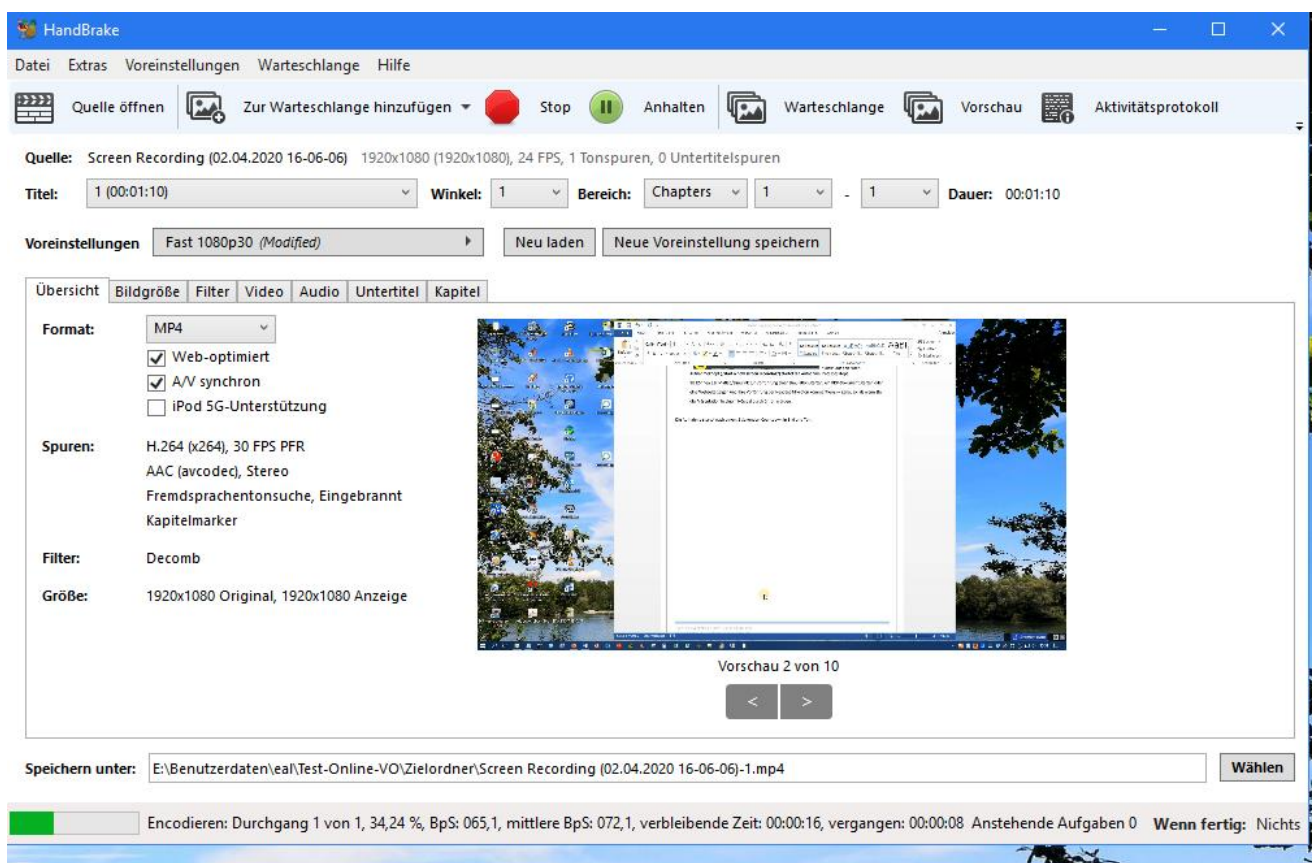 HandBrake
Datei Extras Voreinstellungen Warteschlange Hilfe
Quelle öffnen Zur Warteschlange hinzufügen Stop Anhalten Warteschlange Vorschau Aktivitätsprotokoll
Quelle: Screen Recording (02.04.2020 16-06-06) 1920x1080 (1920x1080), 24 FPS, 1 Tonspuren, 0 Untertitelspuren
Titel: 1 (00:01:10) Winkel: 1 Bereich: Chapters 1 - 1 Dauer: 00:01:10
Voreinstellungen Fast 1080p30 (Modified) Neu laden Neue Voreinstellung speichern
Übersicht Bildgröße Filter Video Audio Untertitel Kapitel
Format: MP4
Web-optimiert
A/V synchron
iPod 5G-Unterstützung
Spuren: H.264 (x264), 30 FPS PFR
AAC (avcodec), Stereo
Fremdsprachentonsuche, Eingebrannt
Kapitelmarker
Filter: Decomb
Größe: 1920x1080 Original, 1920x1080 Anzeige
Vorschau 2 von 10
< >
Speichern unter: E:\Benutzerdaten\eal\Test-Online-VO\Zielordner\Screen Recording (02.04.2020 16-06-06)-1.mp4 Wählen
Encodieren: Durchgang 1 von 1, 34,24 %, BpS: 065,1, mittlere BpS: 072,1, verbleibende Zeit: 00:00:16, vergangen: 00:00:08 Anstehende Aufgaben 0 Wenn fertig: Nichts